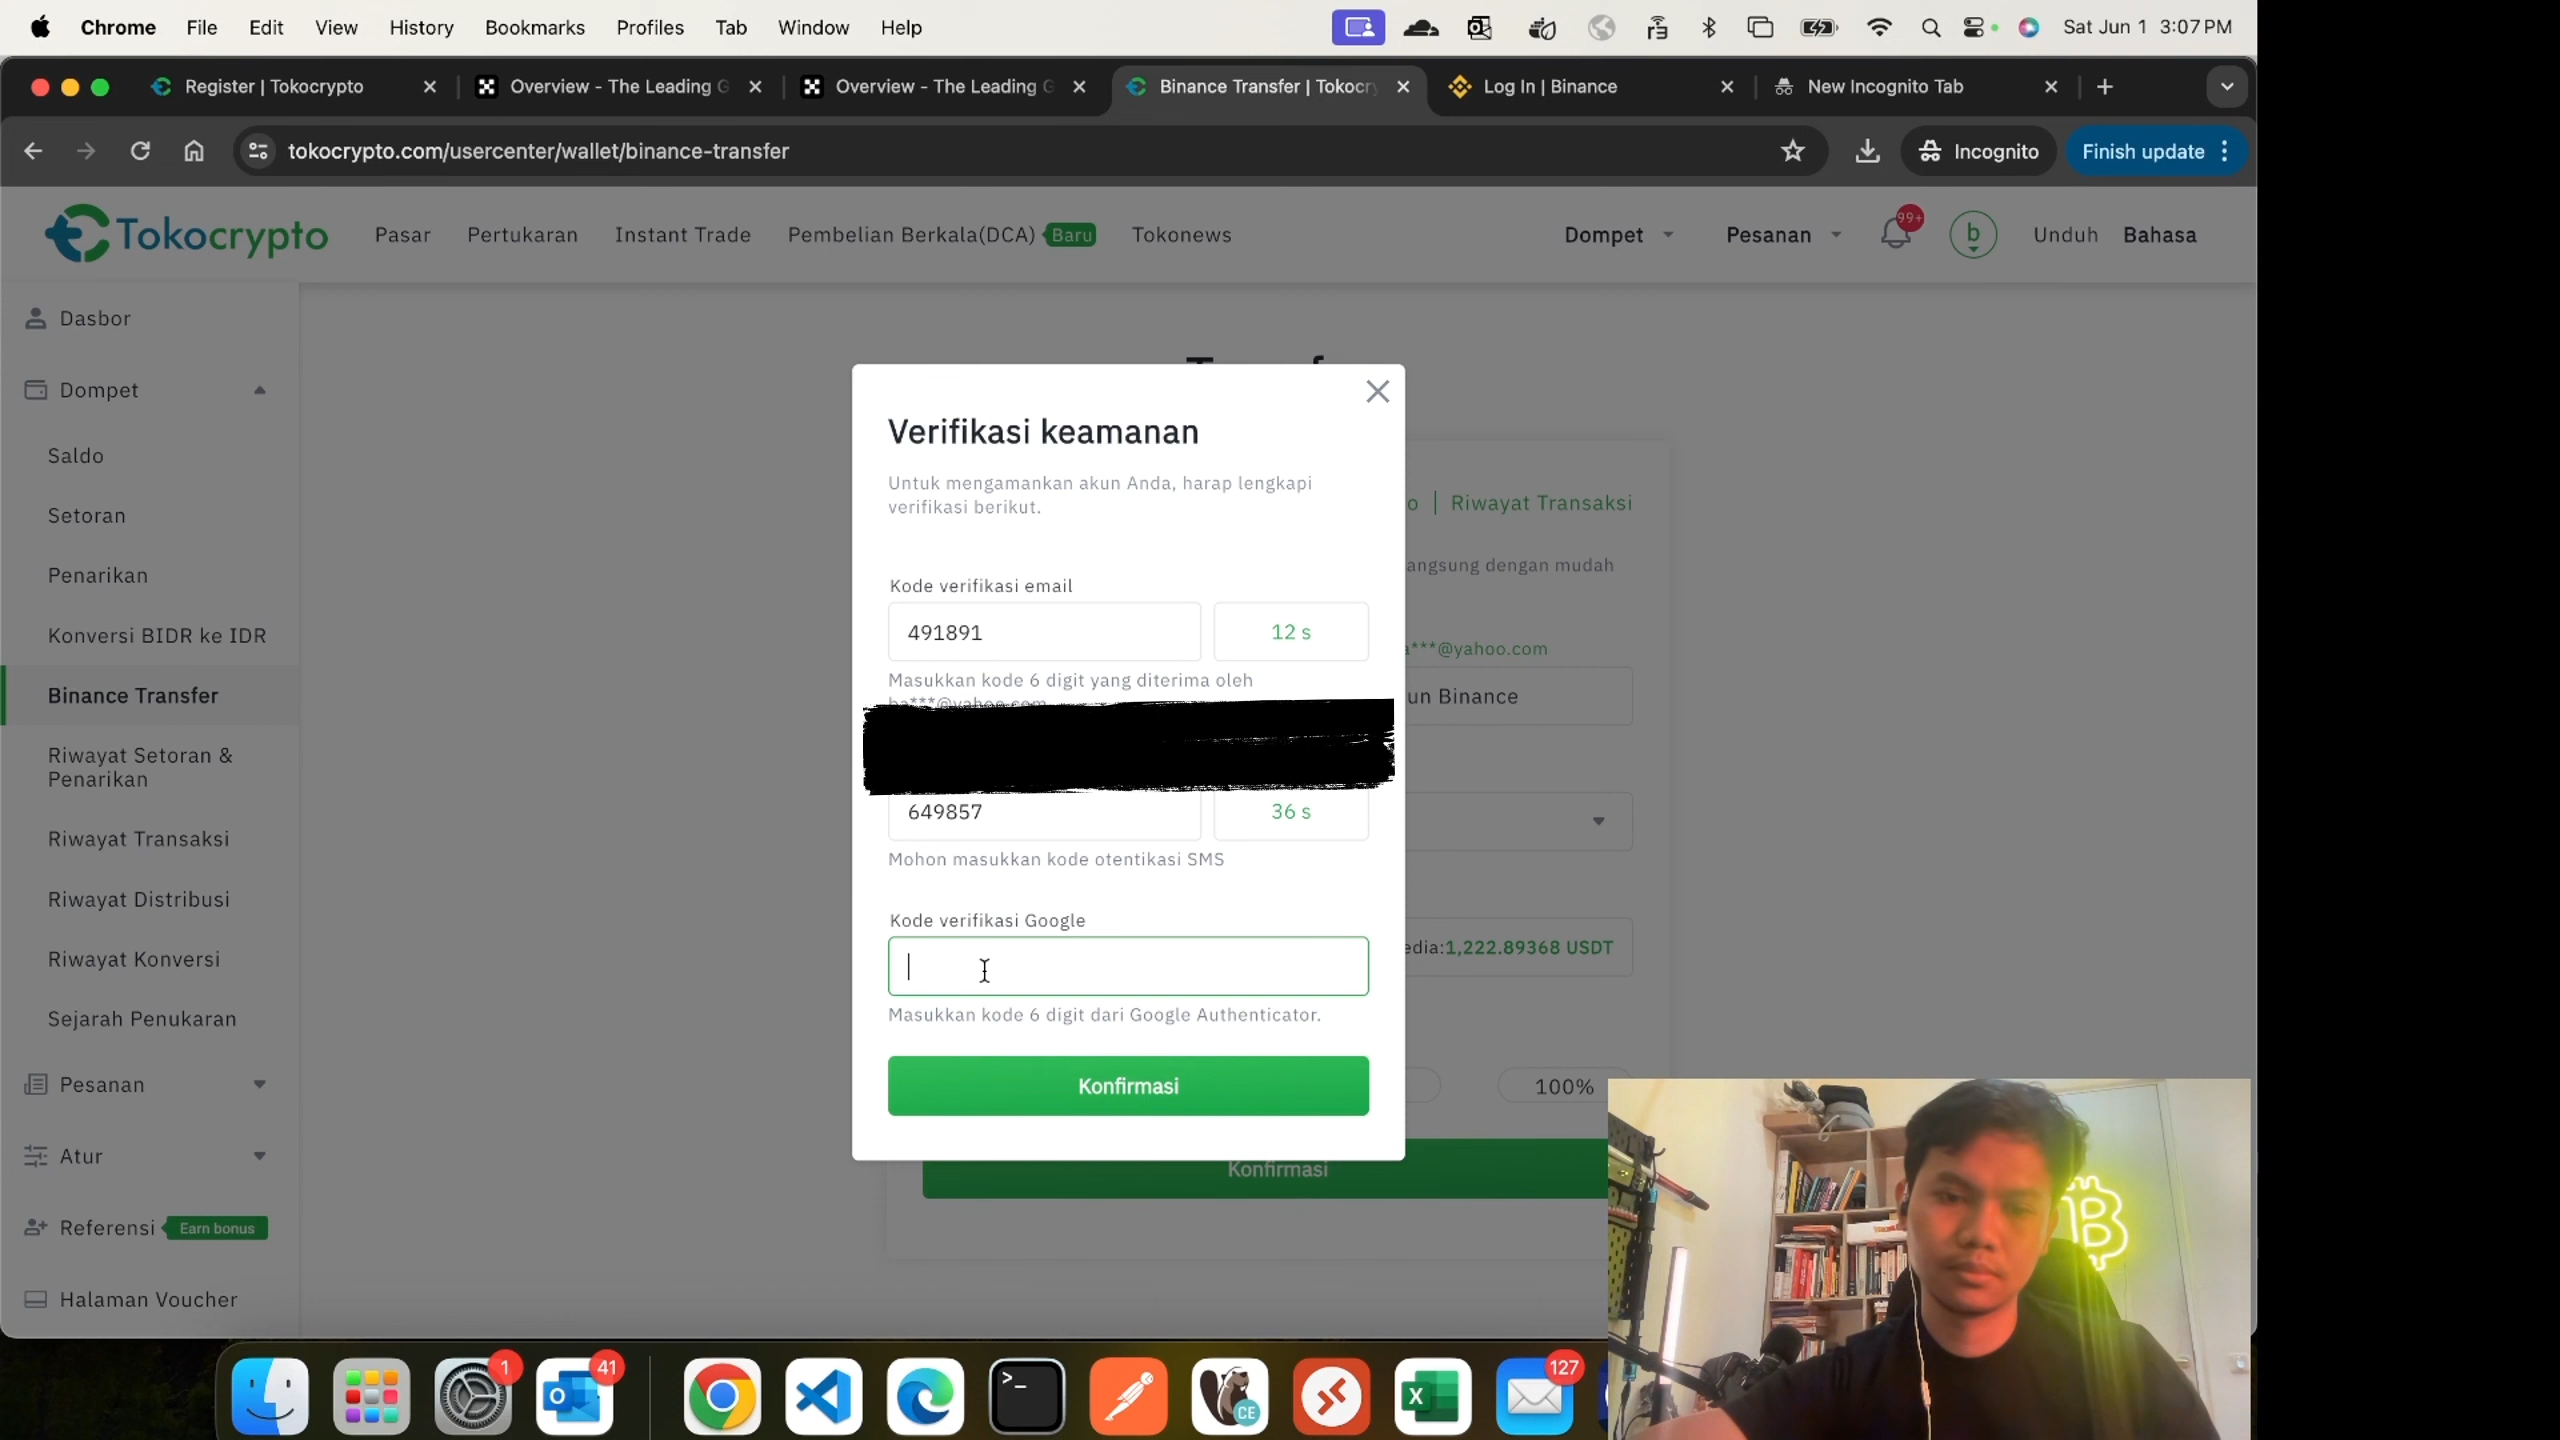 Chrome File Edit View History Bookmarks Profiles Tab Window Help
Sat Jun 1 3:07 PM
Register | Tokocrypto
Overview - The Leading G
Overview - The Leading G
Binance Transfer | Tokocry
Log In | Binance
New Incognito Tab
tokocrypto.com/usercenter/wallet/binance-transfer
Incognito
Finish update
Tokocrypto
Pasar
Pertukaran
Instant Trade
Pembelian Berkala(DCA) Baru
Tokonews
Dompet
Pesanan
99+
b
Unduh
Bahasa
Dasbor
Dompet
Saldo
Setoran
Penarikan
Konversi BIDR ke IDR
Binance Transfer
Riwayat Setoran &
Penarikan
Riwayat Transaksi
Riwayat Distribusi
Riwayat Konversi
Sejarah Penukaran
Pesanan
Atur
Referensi Earn bonus
Halaman Voucher
Verifikasi keamanan
Untuk mengamankan akun Anda, harap lengkapi
verifikasi berikut.
Kode verifikasi email
491891
12 s
Masukkan kode 6 digit yang diterima oleh
ba***@yahoo.com
649857
36 s
Mohon masukkan kode otentikasi SMS
Kode verifikasi Google
Masukkan kode 6 digit dari Google Authenticator.
Konfirmasi
o | Riwayat Transaksi
angsung dengan mudah
a***@yahoo.com
un Binance
edia:1,222.89368 USDT
100%
Konfirmasi
1
41
CE
X
127